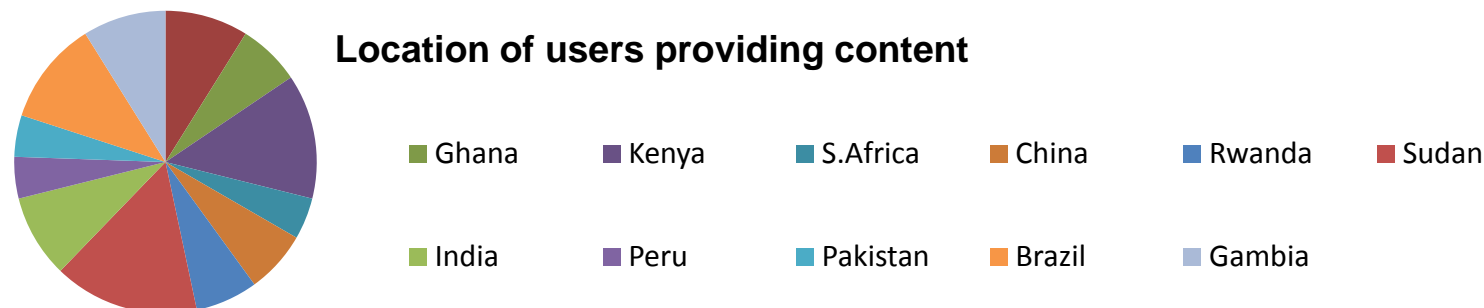 Location of users providing content
Ghana Kenya S.Africa China Rwanda Sudan
India Peru Pakistan Brazil Gambia